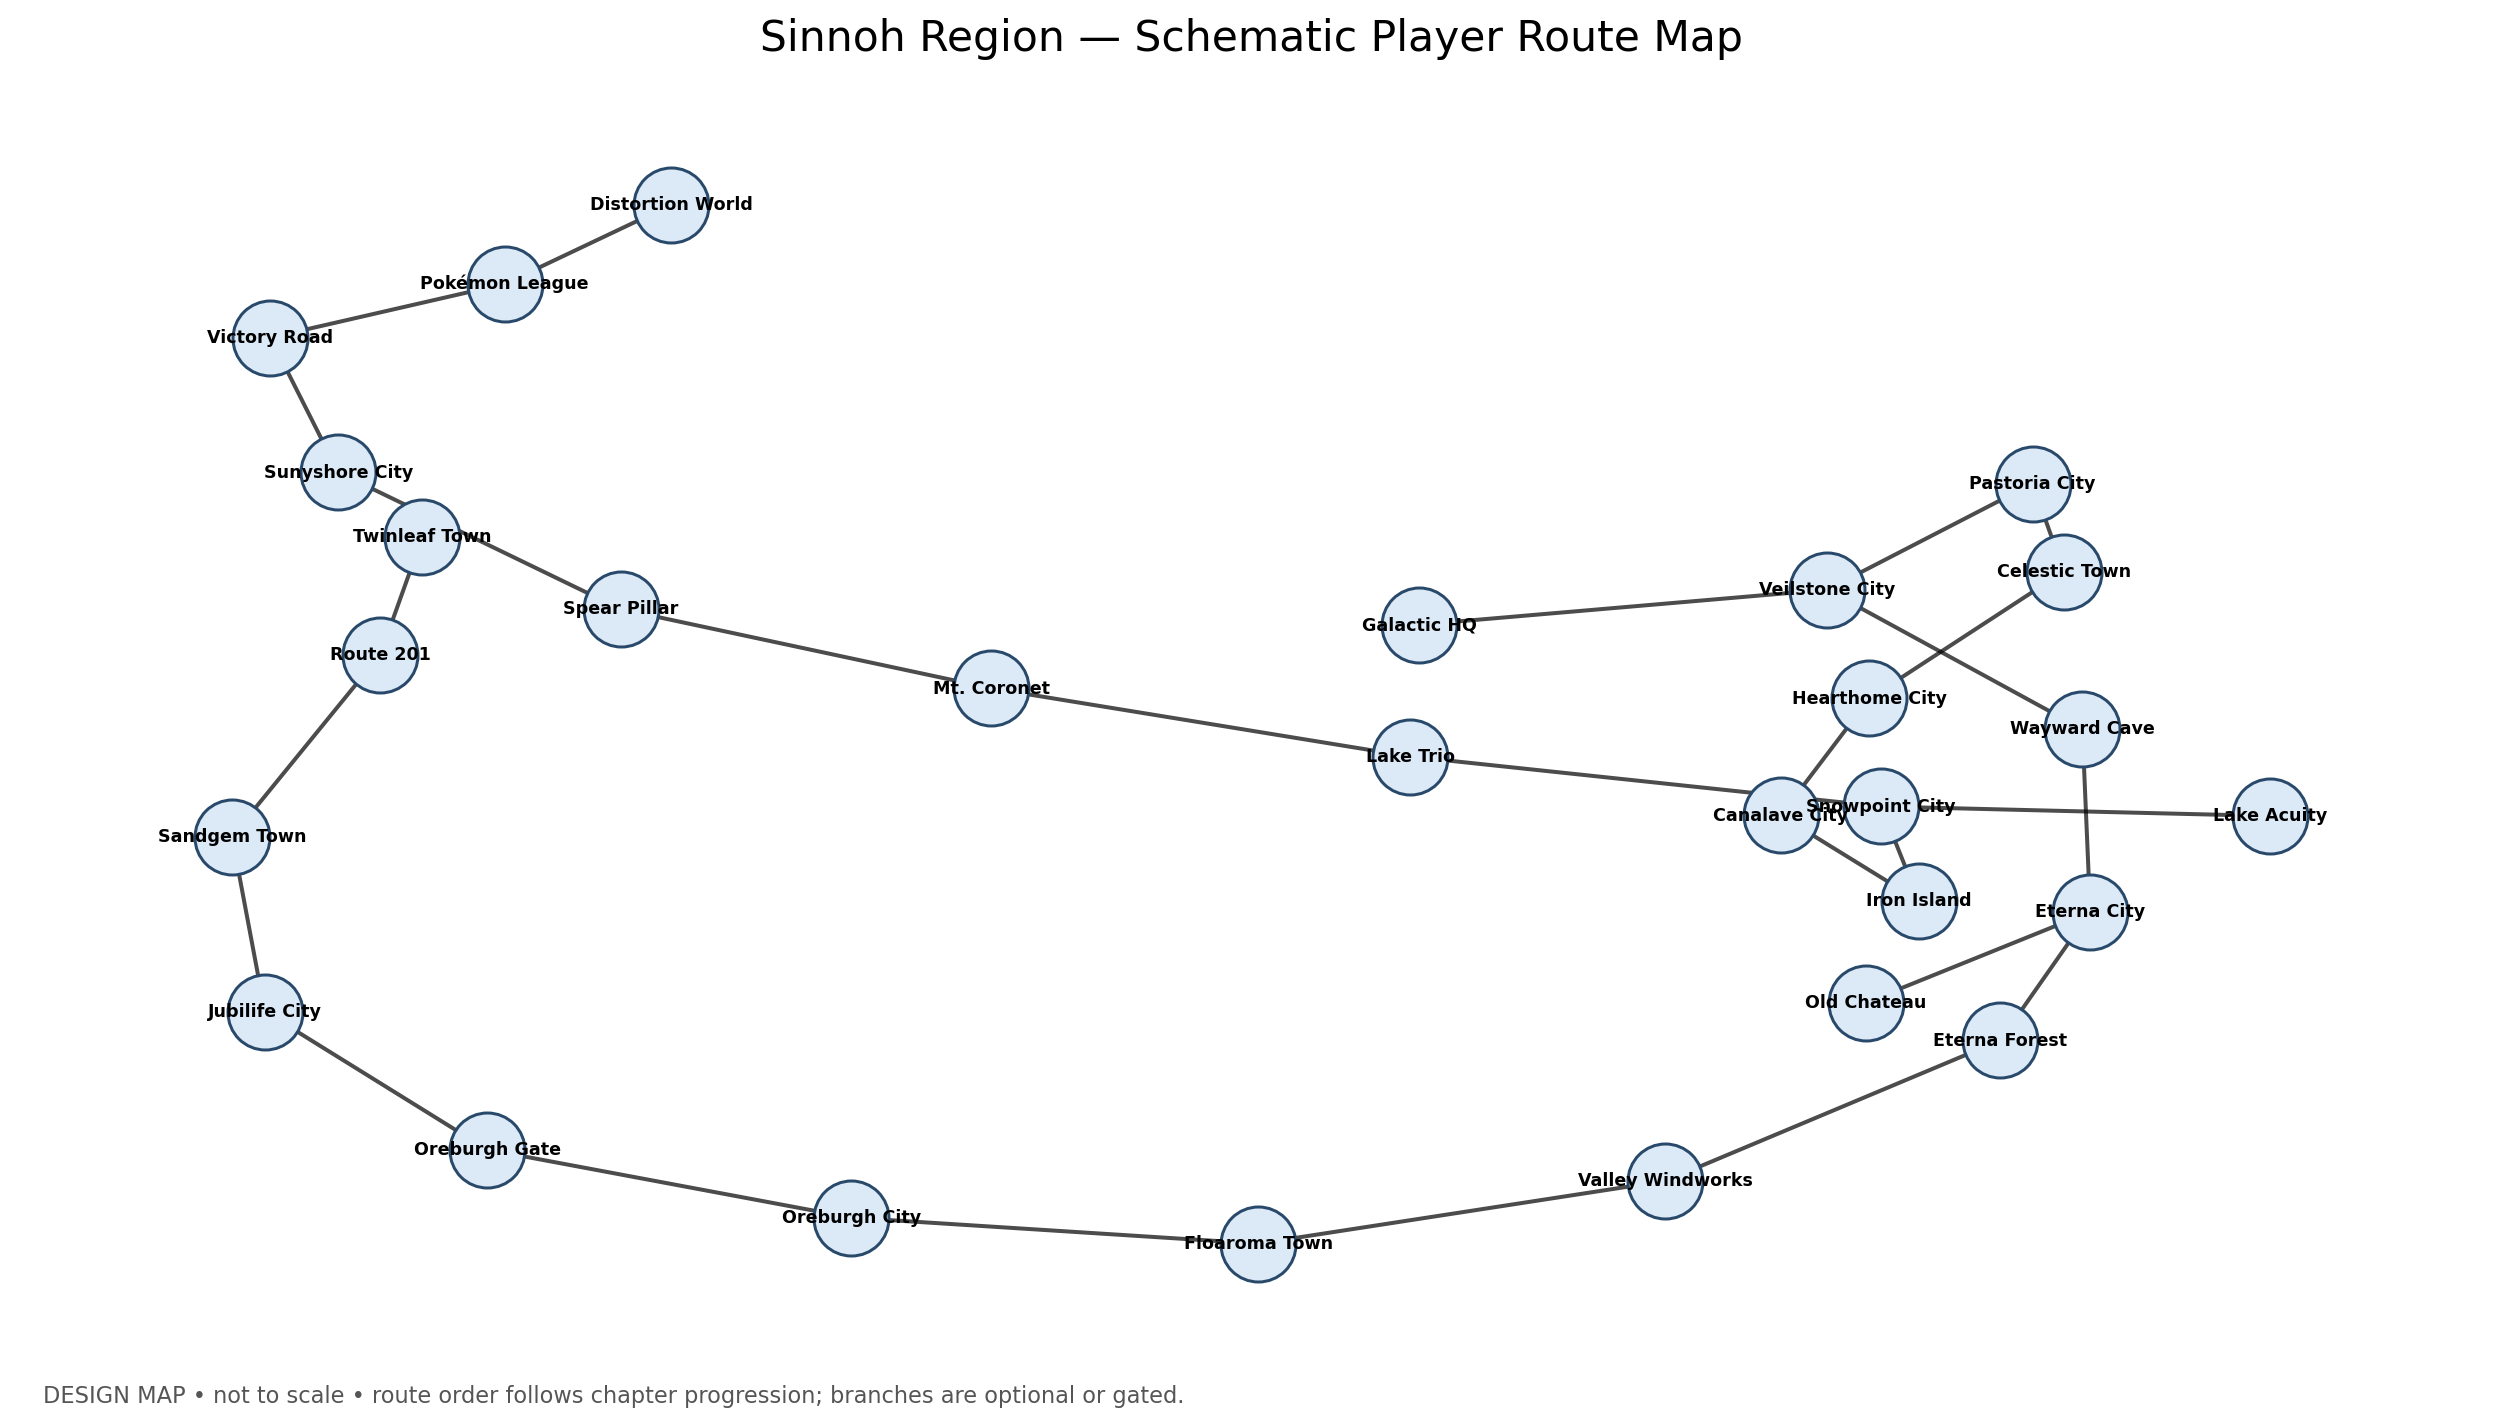 Sinnoh Region — Schematic Player Route Map
Distortion World
Pokémon League
Victory Road
Sunyshore City
Pastoria City
Twinleaf Town
Celestic Town
Veilstone City
Spear Pillar
Galactic HQ
Route 201
Mt. Coronet
Hearthome City
Wayward Cave
Lake Trio
Snowpoint City
Canalave City
Lake Acuity
Sandgem Town
Iron Island
Eterna City
Old Chateau
Jubilife City
Eterna Forest
Oreburgh Gate
Valley Windworks
Oreburgh City
Floaroma Town
DESIGN MAP • not to scale • route order follows chapter progression; branches are optional or gated.